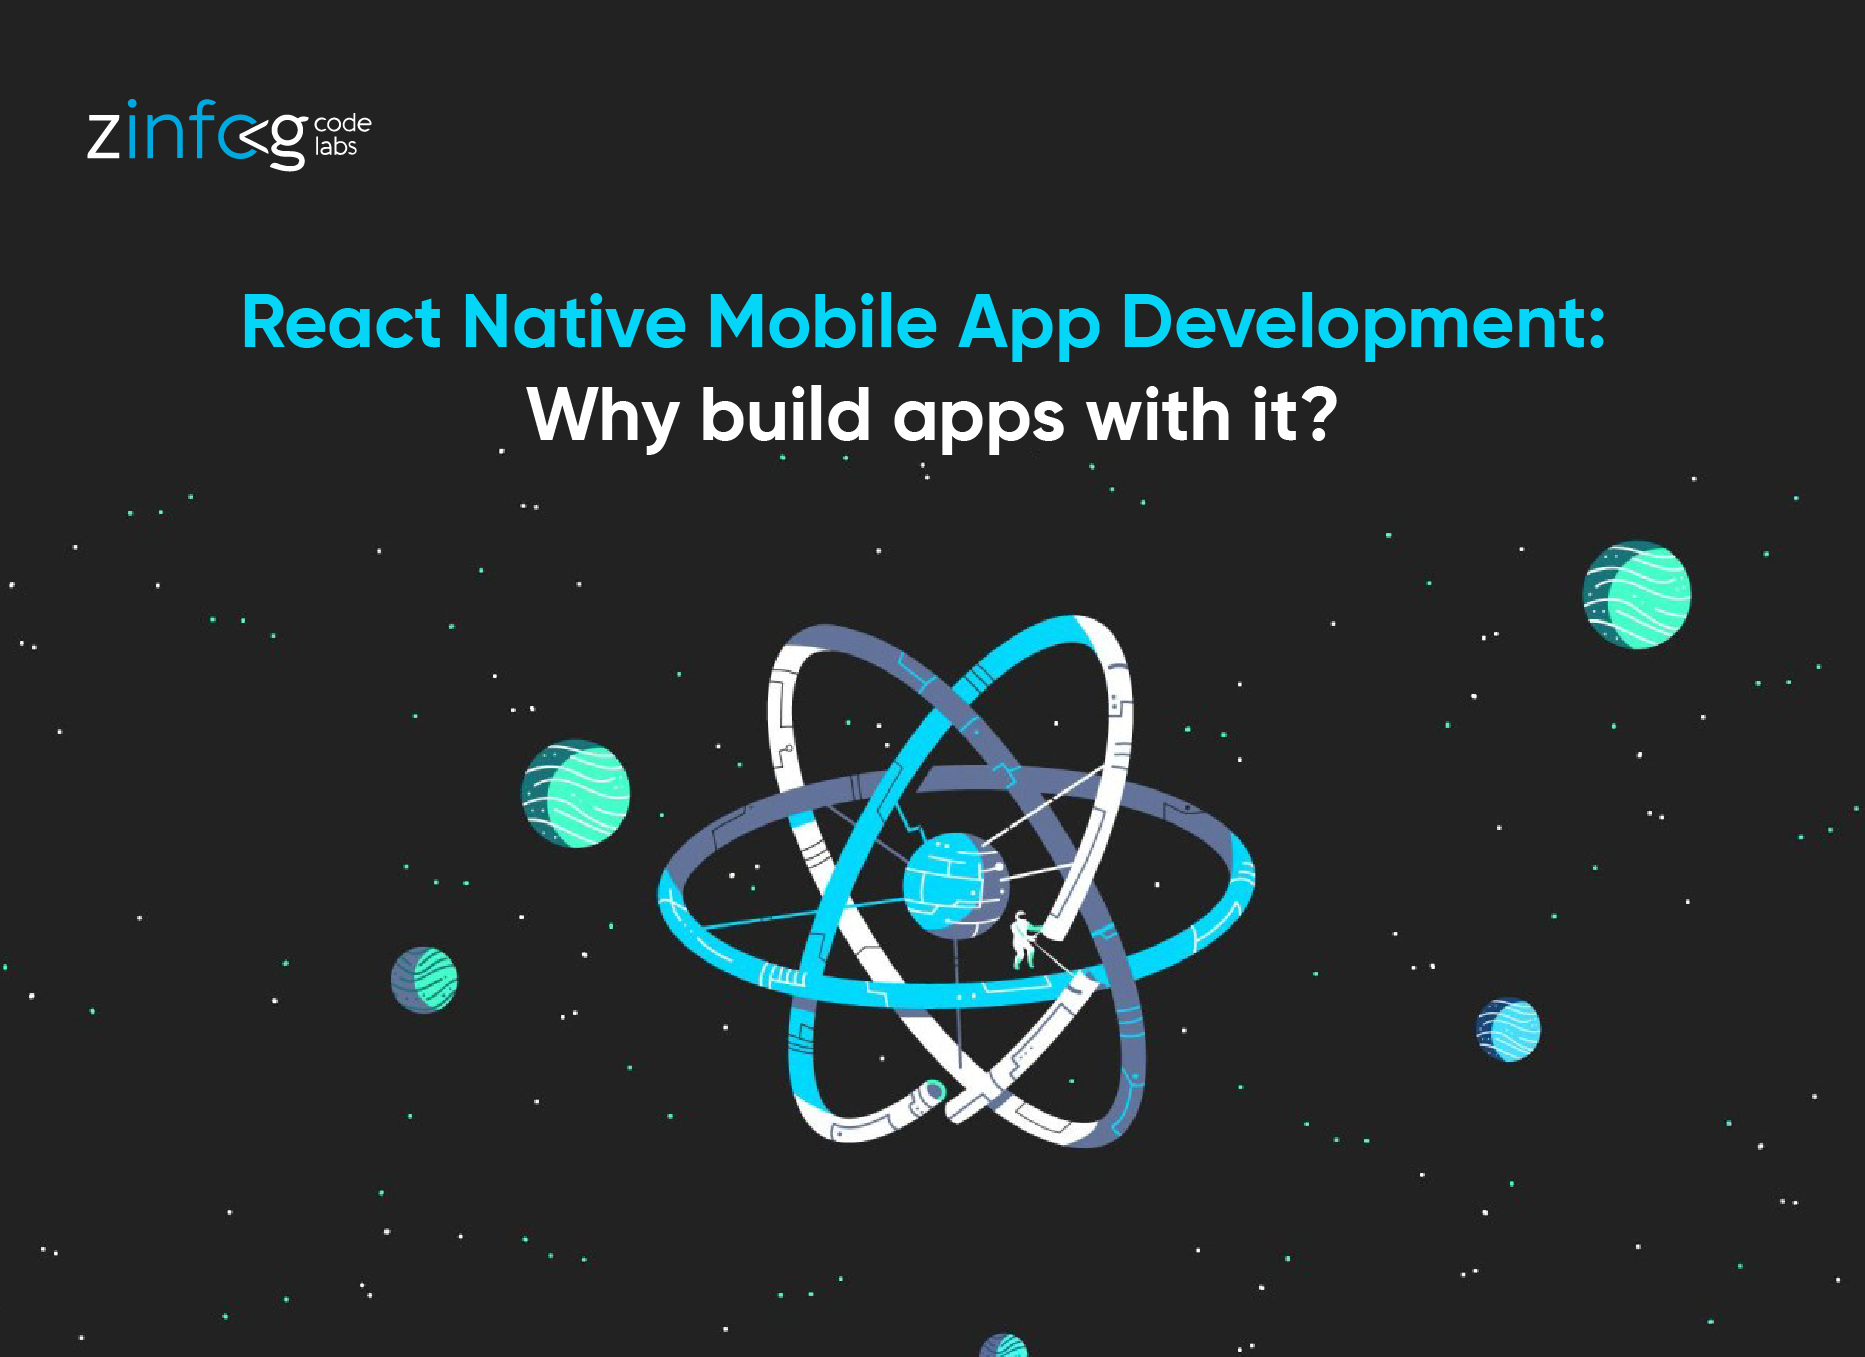 zinfog code
labs
React Native Mobile App Development:
Why build apps with it?